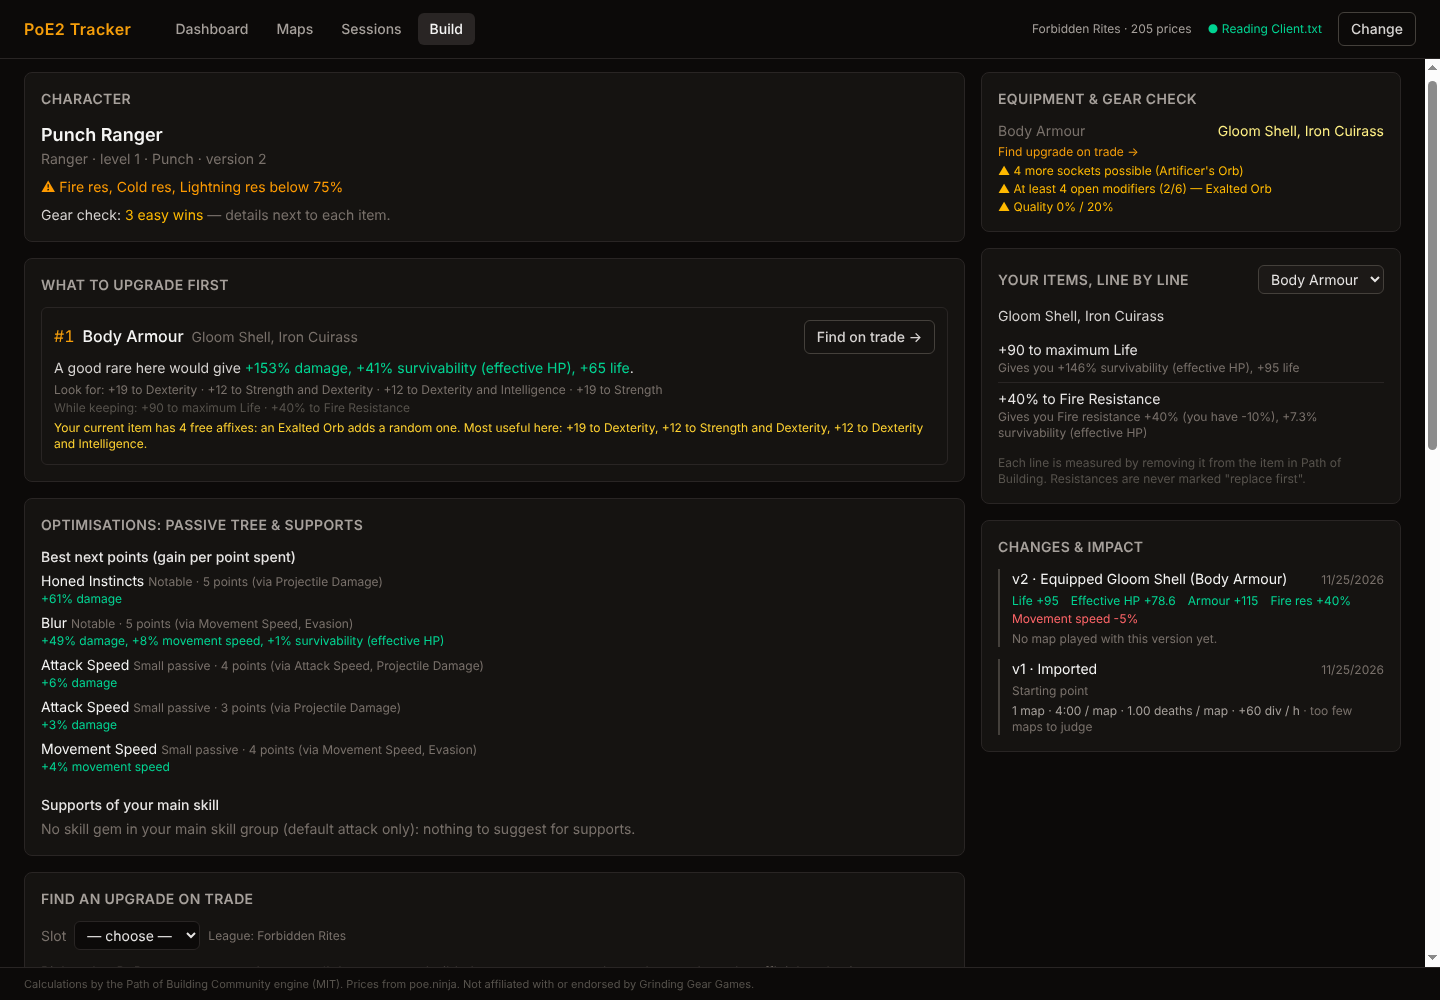 PoE2 Tracker
Dashboard
Maps
Sessions
Build
Forbidden Rites · 205 prices
Reading Client.txt
Change
CHARACTER
Punch Ranger
Ranger · level 1 · Punch · version 2
⚠ Fire res, Cold res, Lightning res below 75%
Gear check: 3 easy wins — details next to each item.
WHAT TO UPGRADE FIRST
#1 Body Armour Gloom Shell, Iron Cuirass
Find on trade →
A good rare here would give +153% damage, +41% survivability (effective HP), +65 life.
Look for: +19 to Dexterity · +12 to Strength and Dexterity · +12 to Dexterity and Intelligence · +19 to Strength
While keeping: +90 to maximum Life · +40% to Fire Resistance
Your current item has 4 free affixes: an Exalted Orb adds a random one. Most useful here: +19 to Dexterity, +12 to Strength and Dexterity, +12 to Dexterity
and Intelligence.
OPTIMISATIONS: PASSIVE TREE & SUPPORTS
Best next points (gain per point spent)
Honed Instincts Notable · 5 points (via Projectile Damage)
+61% damage
Blur Notable · 5 points (via Movement Speed, Evasion)
+49% damage, +8% movement speed, +1% survivability (effective HP)
Attack Speed Small passive · 4 points (via Attack Speed, Projectile Damage)
+6% damage
Attack Speed Small passive · 3 points (via Projectile Damage)
+3% damage
Movement Speed Small passive · 4 points (via Movement Speed, Evasion)
+4% movement speed
Supports of your main skill
No skill gem in your main skill group (default attack only): nothing to suggest for supports.
FIND AN UPGRADE ON TRADE
Slot
— choose —
League: Forbidden Rites
EQUIPMENT & GEAR CHECK
Body Armour
Gloom Shell, Iron Cuirass
Find upgrade on trade →
▲ 4 more sockets possible (Artificer's Orb)
▲ At least 4 open modifiers (2/6) — Exalted Orb
▲ Quality 0% / 20%
YOUR ITEMS, LINE BY LINE
Body Armour
Gloom Shell, Iron Cuirass
+90 to maximum Life
Gives you +146% survivability (effective HP), +95 life
+40% to Fire Resistance
Gives you Fire resistance +40% (you have -10%), +7.3%
survivability (effective HP)
Each line is measured by removing it from the item in Path of
Building. Resistances are never marked "replace first".
CHANGES & IMPACT
v2 · Equipped Gloom Shell (Body Armour)
11/25/2026
Life +95 Effective HP +78.6 Armour +115 Fire res +40%
Movement speed -5%
No map played with this version yet.
v1 · Imported
11/25/2026
Starting point
1 map · 4:00 / map · 1.00 deaths / map · +60 div / h · too few
maps to judge
Calculations by the Path of Building Community engine (MIT). Prices from poe.ninja. Not affiliated with or endorsed by Grinding Gear Games.